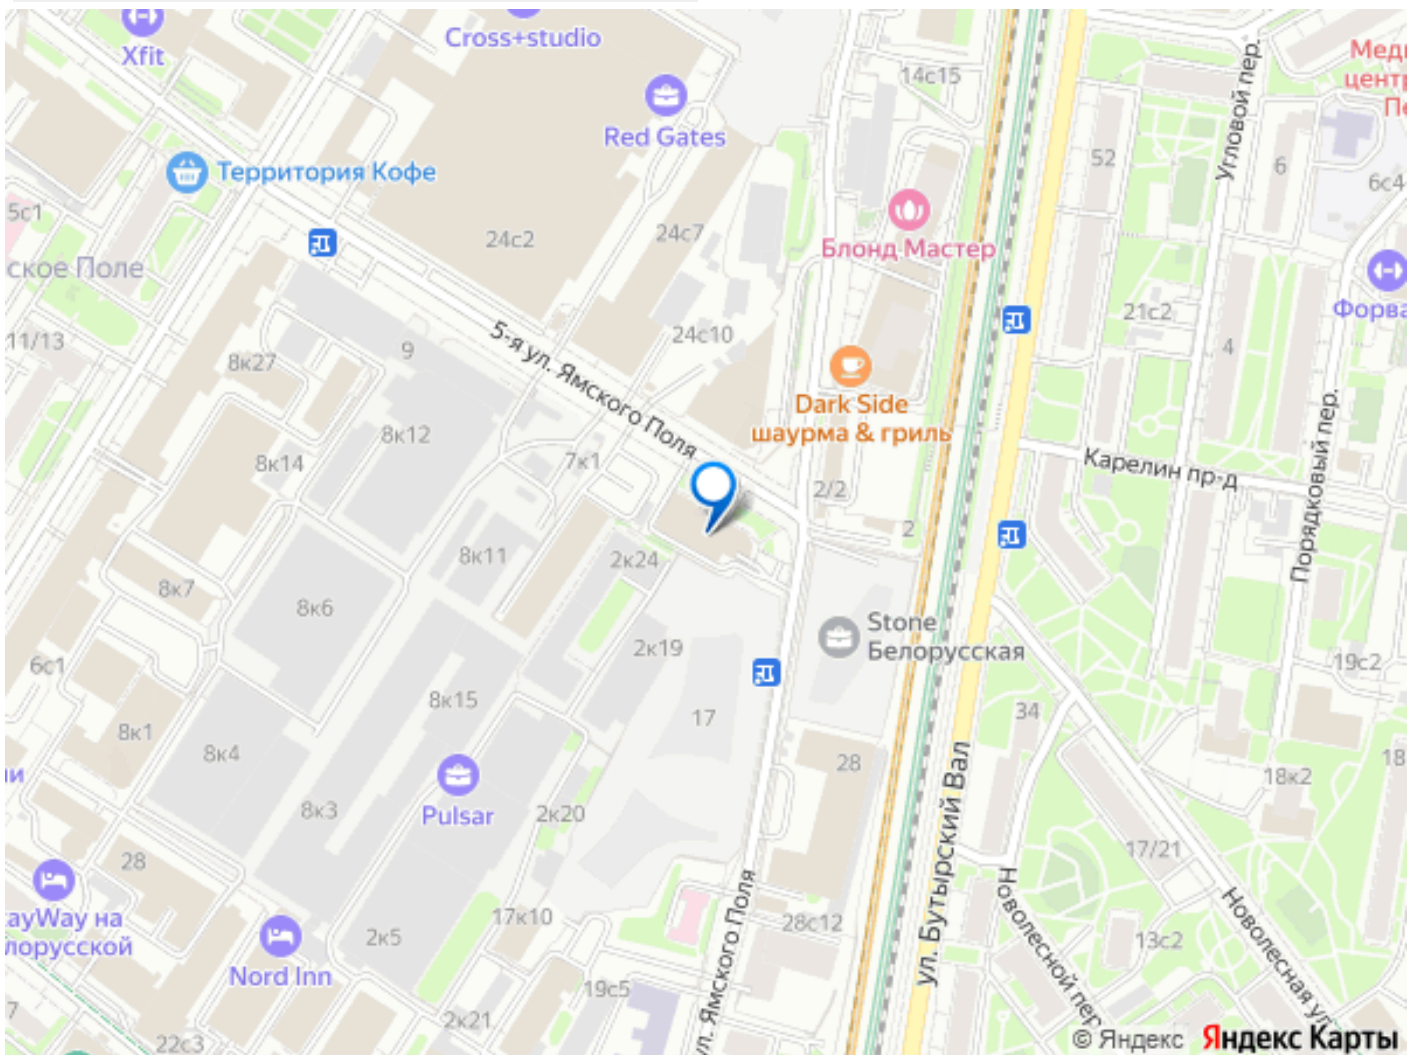 Xfit
Cross+studio
14с15
Red Gates
Угловой пер.
52
6
6с4
Территория Кофе
5с1
24с2
24с7
Блонд Мастер
ское Поле
21с2
4
11/13
8к27
9
5-я ул. Ямского Поля
24с10
Dark Side
шаурма & гриль
8к12
8к14
7к1
2/2
2
Карелин пр-д
Порядковый пер.
8к11
2к24
8к7
8к6
Stone
Белорусская
2к19
19с2
6с1
8к15
17
34
8к1
8к4
28
18к2
18
8к3
Pulsar
2к20
ул. Бутырский Вал
17/21
28
ayWay на
лорусской
Nord Inn
2к5
17к10
28с12
13с2
Новолесной пер.
Новолесная ул.
19с5
ул. Ямского Поля
7
22с3
2к21
© Яндекс Яндекс Карты